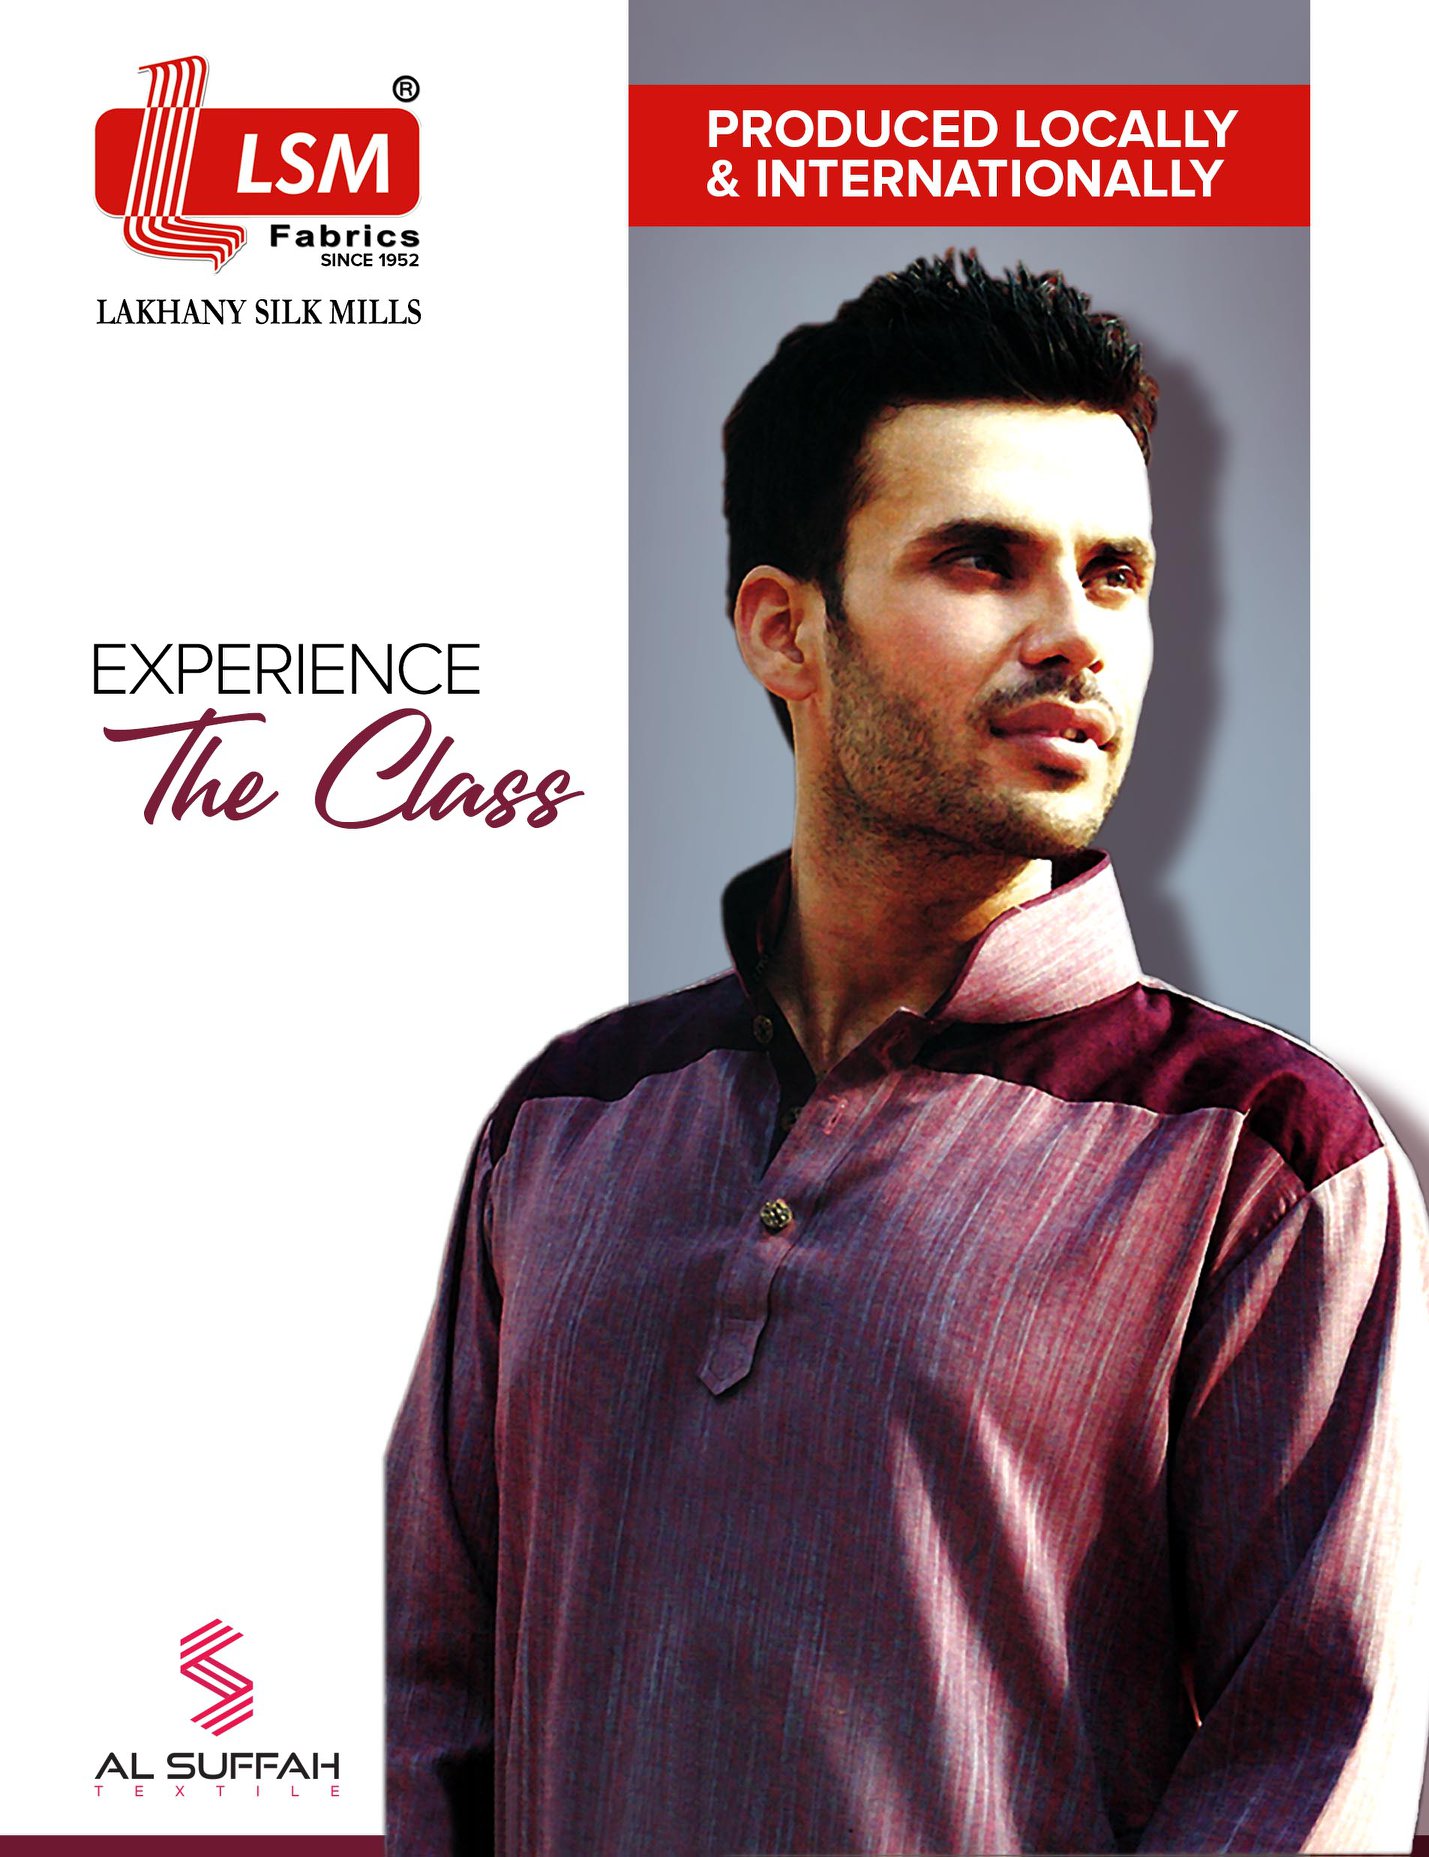 ®
LSM
Fabrics
SINCE 1952
LAKHANY SILK MILLS
PRODUCED LOCALLY
& INTERNATIONALLY
EXPERIENCE
The Class
AL SUFFAH
TEXTILE